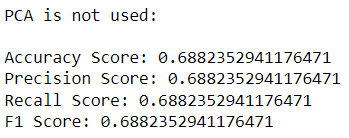 PCA is not used:
Accuracy Score: 0.6882352941176471
Precision Score: 0.6882352941176471
Recall Score: 0.6882352941176471
F1 Score: 0.6882352941176471